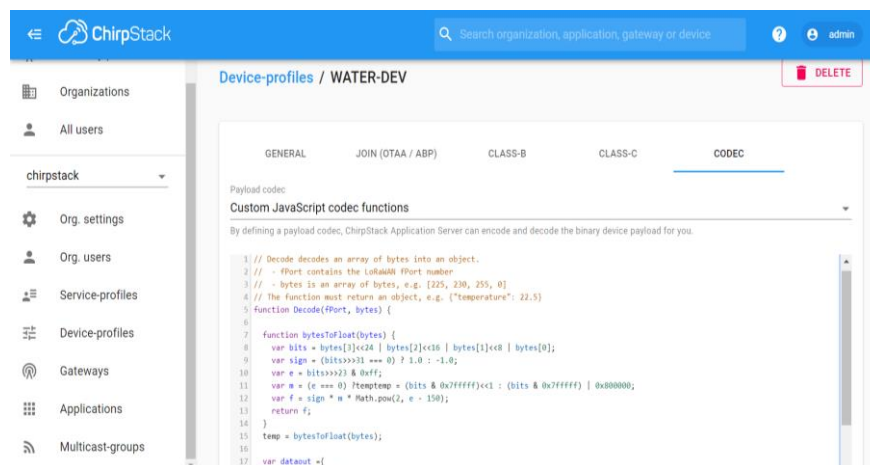 ChirpStack
Search organization, application, gateway or device
? admin
Organizations
All users
chirpstack
Org. settings
Org. users
Service-profiles
Device-profiles
Gateways
Applications
Multicast-groups
Device-profiles / WATER-DEV
DELETE
GENERAL JOIN (OTAA / ABP) CLASS-B CLASS-C CODEC
Payload codec
Custom JavaScript codec functions
By defining a payload codec, ChirpStack Application Server can encode and decode the binary device payload for you.
1 // Decode decodes an array of bytes into an object.
2 // - fPort contains the LoRaWAN fPort number
3 // - bytes is an array of bytes, e.g. [225, 230, 255, 0]
4 // The function must return an object, e.g. {"temperature": 22.5}
5 function Decode(fPort, bytes) {
6
7 function bytesToFloat(bytes) {
8 var bits = bytes[3]<<24 | bytes[2]<<16 | bytes[1]<<8 | bytes[0];
9 var sign = (bits>>>31 === 0) ? 1.0 : -1.0;
10 var e = bits>>>23 & 0xff;
11 var m = (e === 0) ?temptemp = (bits & 0x7fffff)<<1 : (bits & 0x7fffff) | 0x800000;
12 var f = sign * m * Math.pow(2, e - 150);
13 return f;
14 }
15 temp = bytesToFloat(bytes);
16
17 var dataout ={